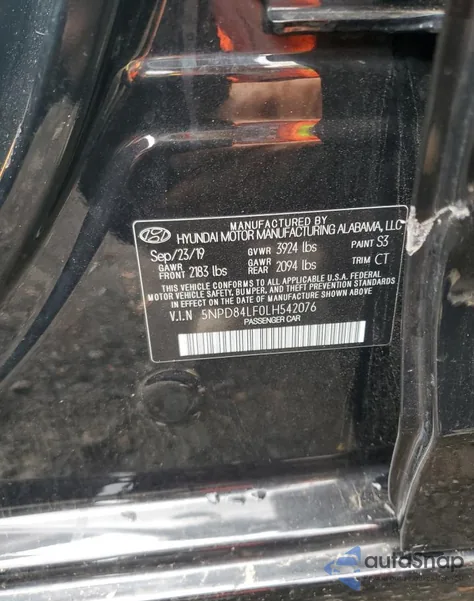 MANUFACTURED BY
HYUNDAI MOTOR MANUFACTURING ALABAMA, LLC
Sep/23/19 GVWR 3924 lbs PAINT S3
GAWR FRONT 2183 lbs GAWR REAR 2094 lbs TRIM CT
THIS VEHICLE CONFORMS TO ALL APPLICABLE U.S.A. FEDERAL
MOTOR VEHICLE SAFETY, BUMPER, AND THEFT PREVENTION STANDARDS
IN EFFECT ON THE DATE OF MANUFACTURE SHOWN ABOVE.
V.I.N 5NPD84LF0LH542076
PASSENGER CAR
autoSnap